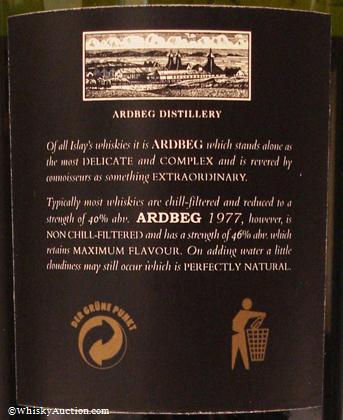 ARDBEG DISTILLERY
Of all Islay's whiskies it is ARDBEG which stands alone as
the most DELICATE and COMPLEX and is revered by
connoisseurs as something EXTRAORDINARY.
Typically most whiskies are chill-filtered and reduced to a
strength of 40% abv. ARDBEG 1977, however, is
NON CHILL-FILTERED and has a strength of 46% abv. which
retains MAXIMUM FLAVOUR. On adding water a little
cloudiness may still occur which is PERFECTLY NATURAL.
DER GRÜNE PUNKT
©WhiskyAuction.com